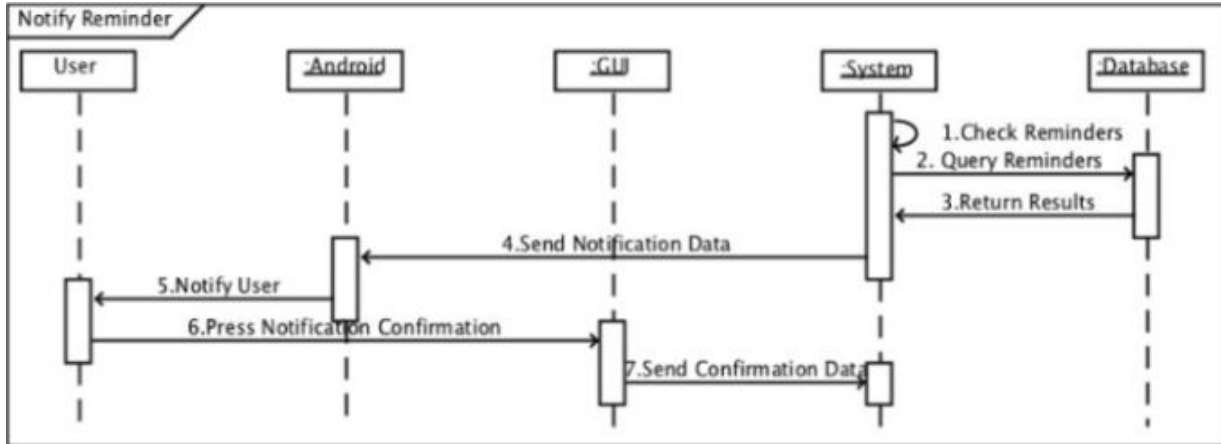 Notify Reminder
User
:Android
:GUI
:System
:Database
1.Check Reminders
2. Query Reminders
3.Return Results
4.Send Notification Data
5.Notify User
6.Press Notification Confirmation
7.Send Confirmation Data